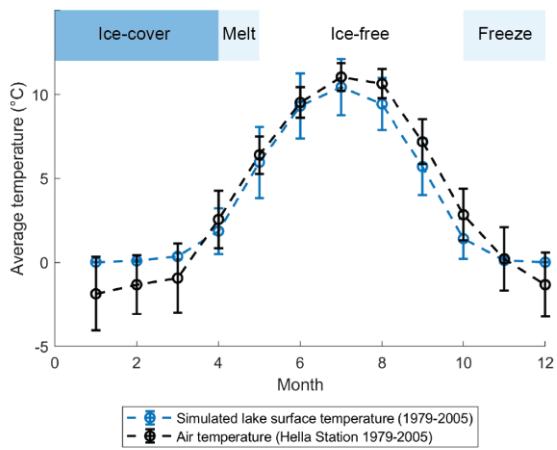 Ice-cover Melt Ice-free Freeze
Average temperature (°C)
10
5
0
-5
0 2 4 6 8 10 12
Month
Simulated lake surface temperature (1979-2005)
Air temperature (Hella Station 1979-2005)